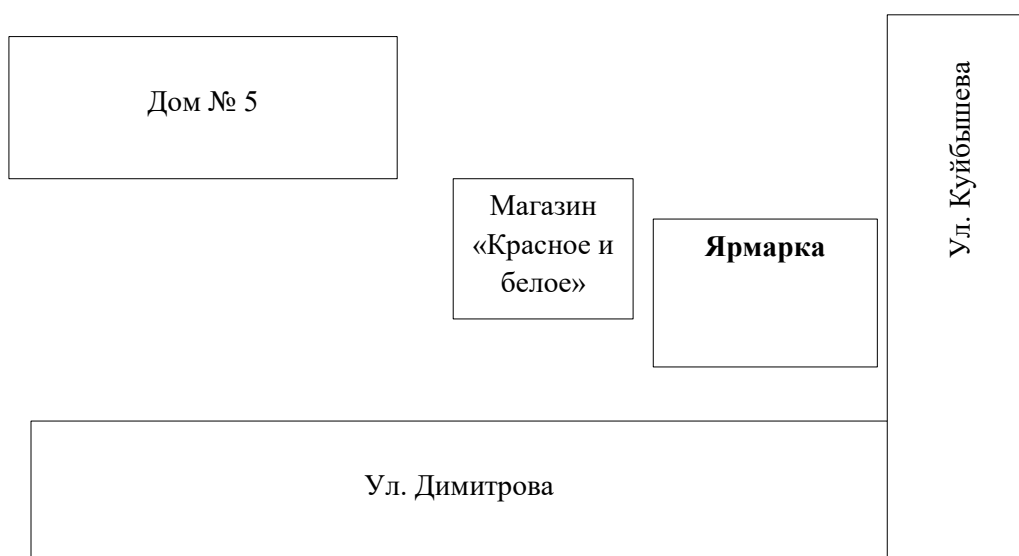 Дом № 5
Магазин
«Красное и
белое»
Ярмарка
Ул. Куйбышева
Ул. Димитрова